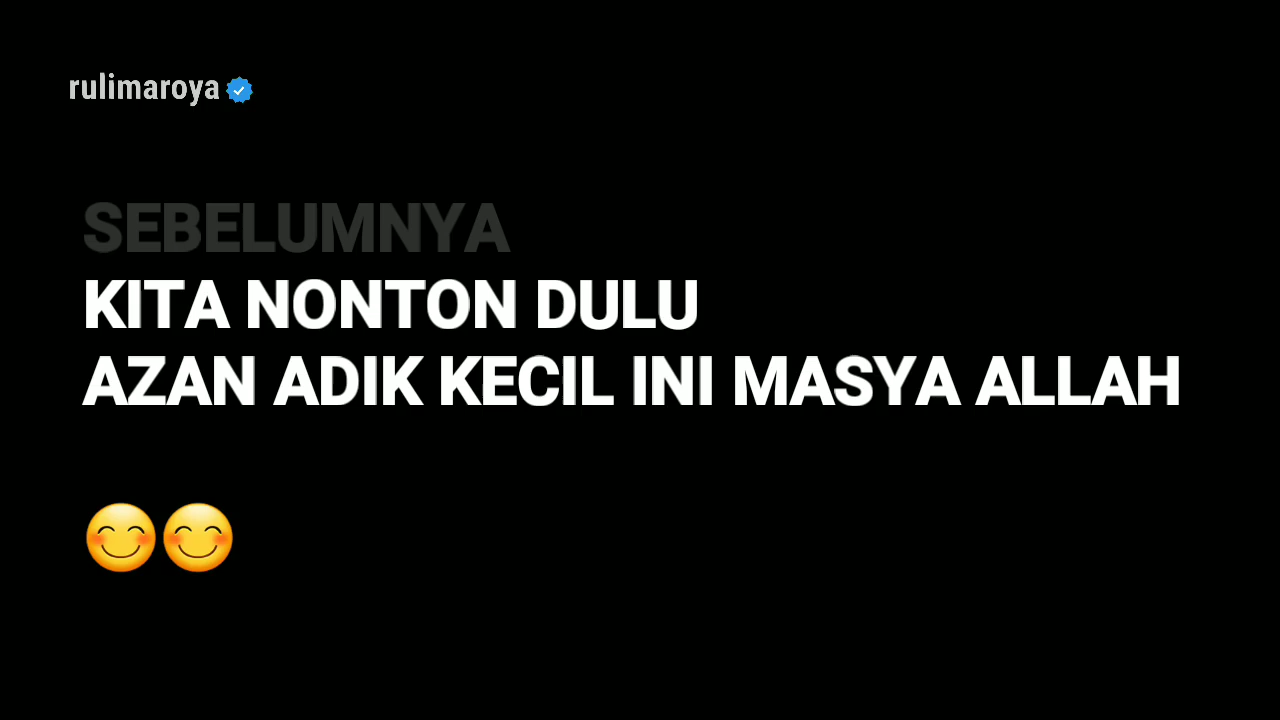 rulimaroya
SEBELUMNYA
KITA NONTON DULU
AZAN ADIK KECIL INI MASYA ALLAH
😊😊